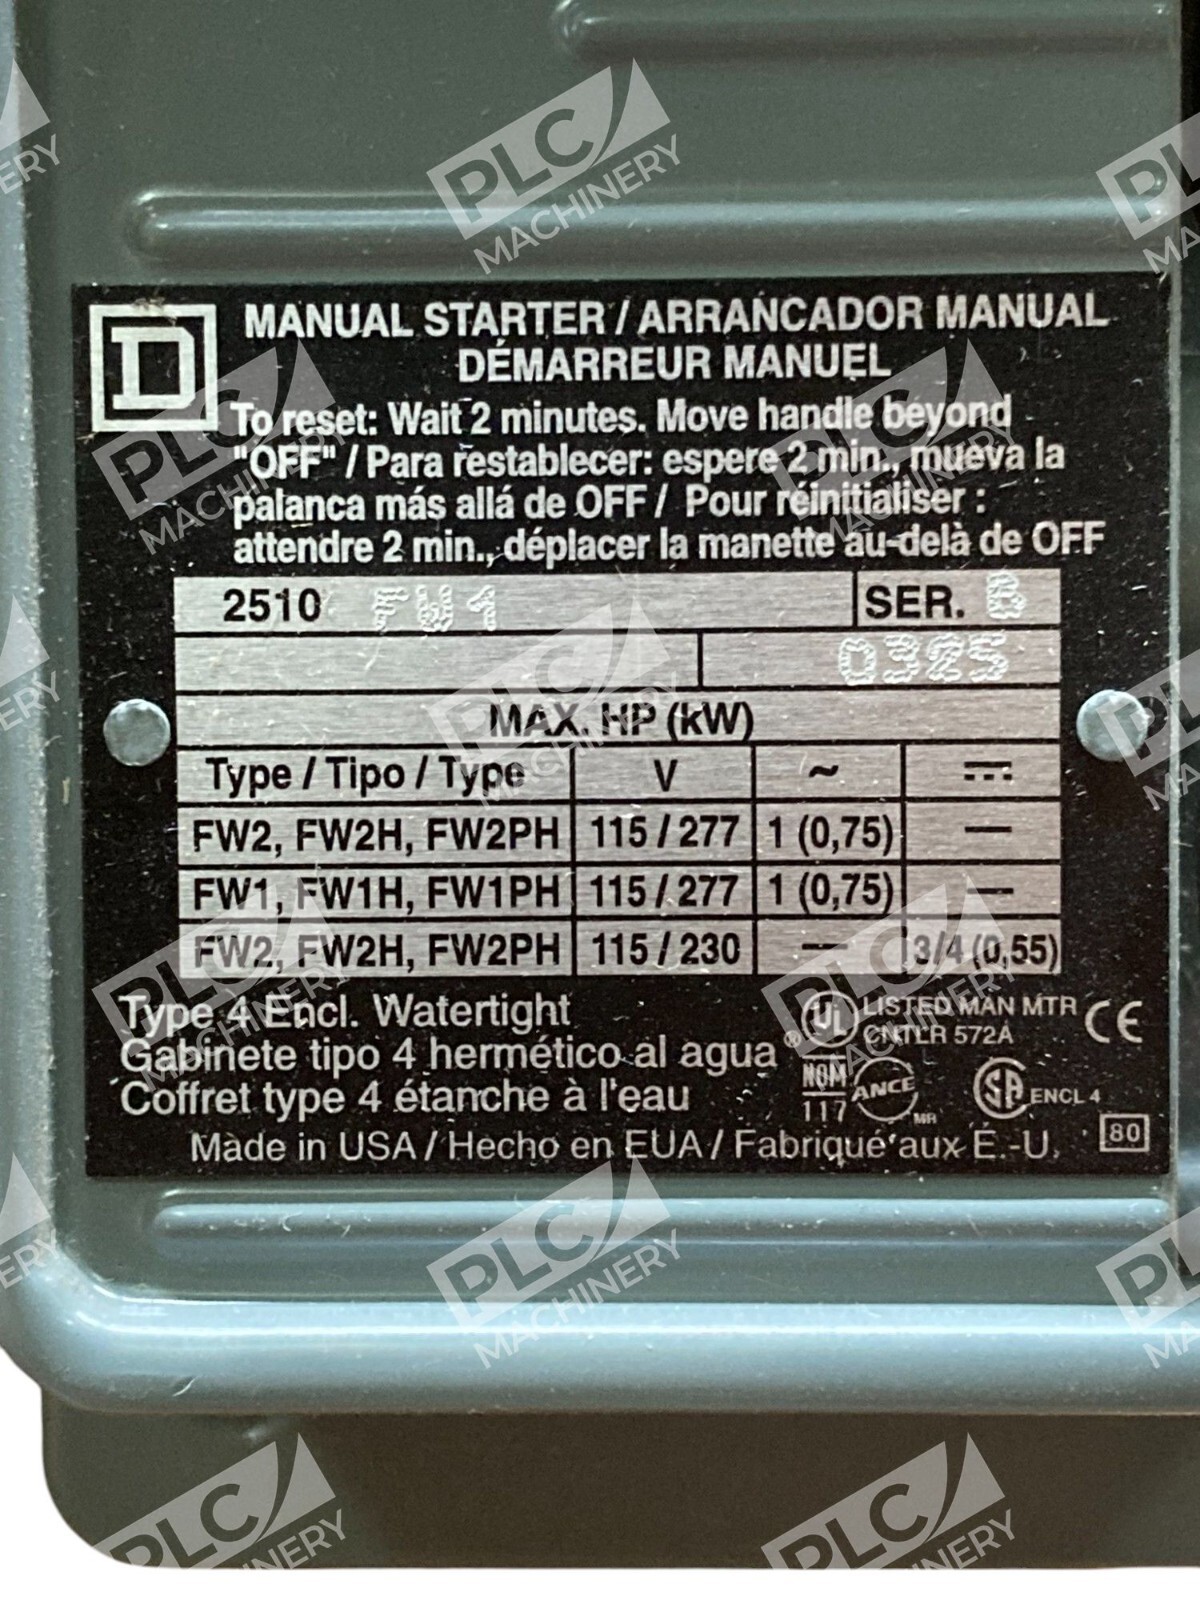 D MANUAL STARTER / ARRANCADOR MANUAL
DÉMARREUR MANUEL
To reset: Wait 2 minutes. Move handle beyond
"OFF" / Para restablecer: espere 2 min., mueva la
palanca más allá de OFF / Pour réinitialiser :
attendre 2 min., déplacer la manette au-delà de OFF
2510 FW1 SER. B
0325
MAX. HP (kW)
Type / Tipo / Type V ~ ⎓
FW2, FW2H, FW2PH 115 / 277 1 (0,75) —
FW1, FW1H, FW1PH 115 / 277 1 (0,75) —
FW2, FW2H, FW2PH 115 / 230 — 3/4 (0,55)
Type 4 Encl. Watertight
Gabinete tipo 4 hermético al agua
Coffret type 4 étanche à l'eau
UL ® LISTED MAN MTR
CNTLR 572A
CE
NOM
117
ANCE
MR
SA ENCL 4
Made in USA / Hecho en EUA / Fabriqué aux É.-U.
80
PLC MACHINERY